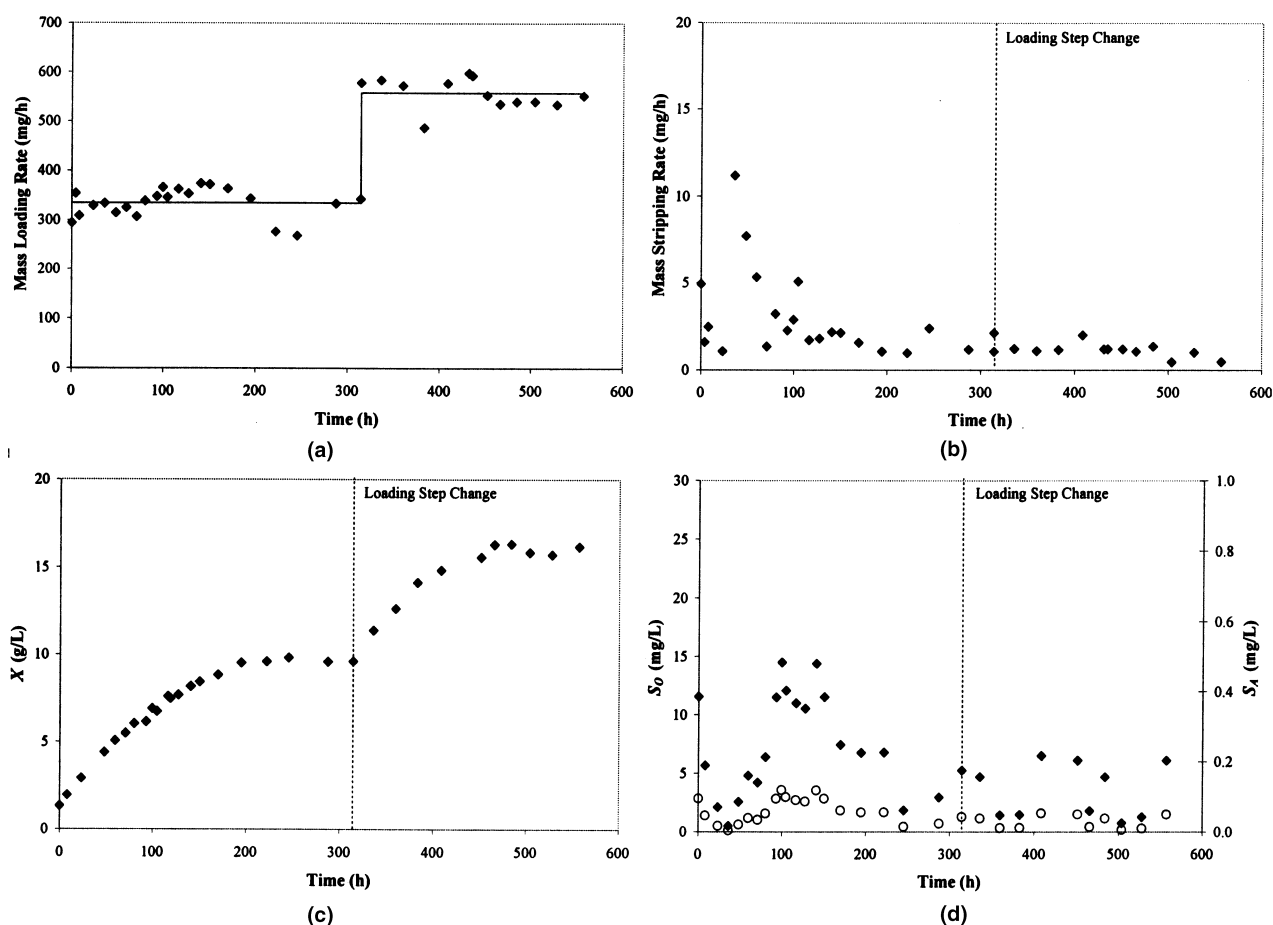 700
600
500
400
300
200
100
0
Mass Loading Rate (mg/h)
0 100 200 300 400 500 600
Time (h)
(a)
20
15
10
5
0
Mass Stripping Rate (mg/h)
Loading Step Change
0 100 200 300 400 500 600
Time (h)
(b)
20
15
10
5
0
X (g/L)
Loading Step Change
0 100 200 300 400 500 600
Time (h)
(c)
30
25
20
15
10
5
0
S_O (mg/L)
Loading Step Change
1.0
0.8
0.6
0.4
0.2
0.0
S_A (mg/L)
0 100 200 300 400 500 600
Time (h)
(d)